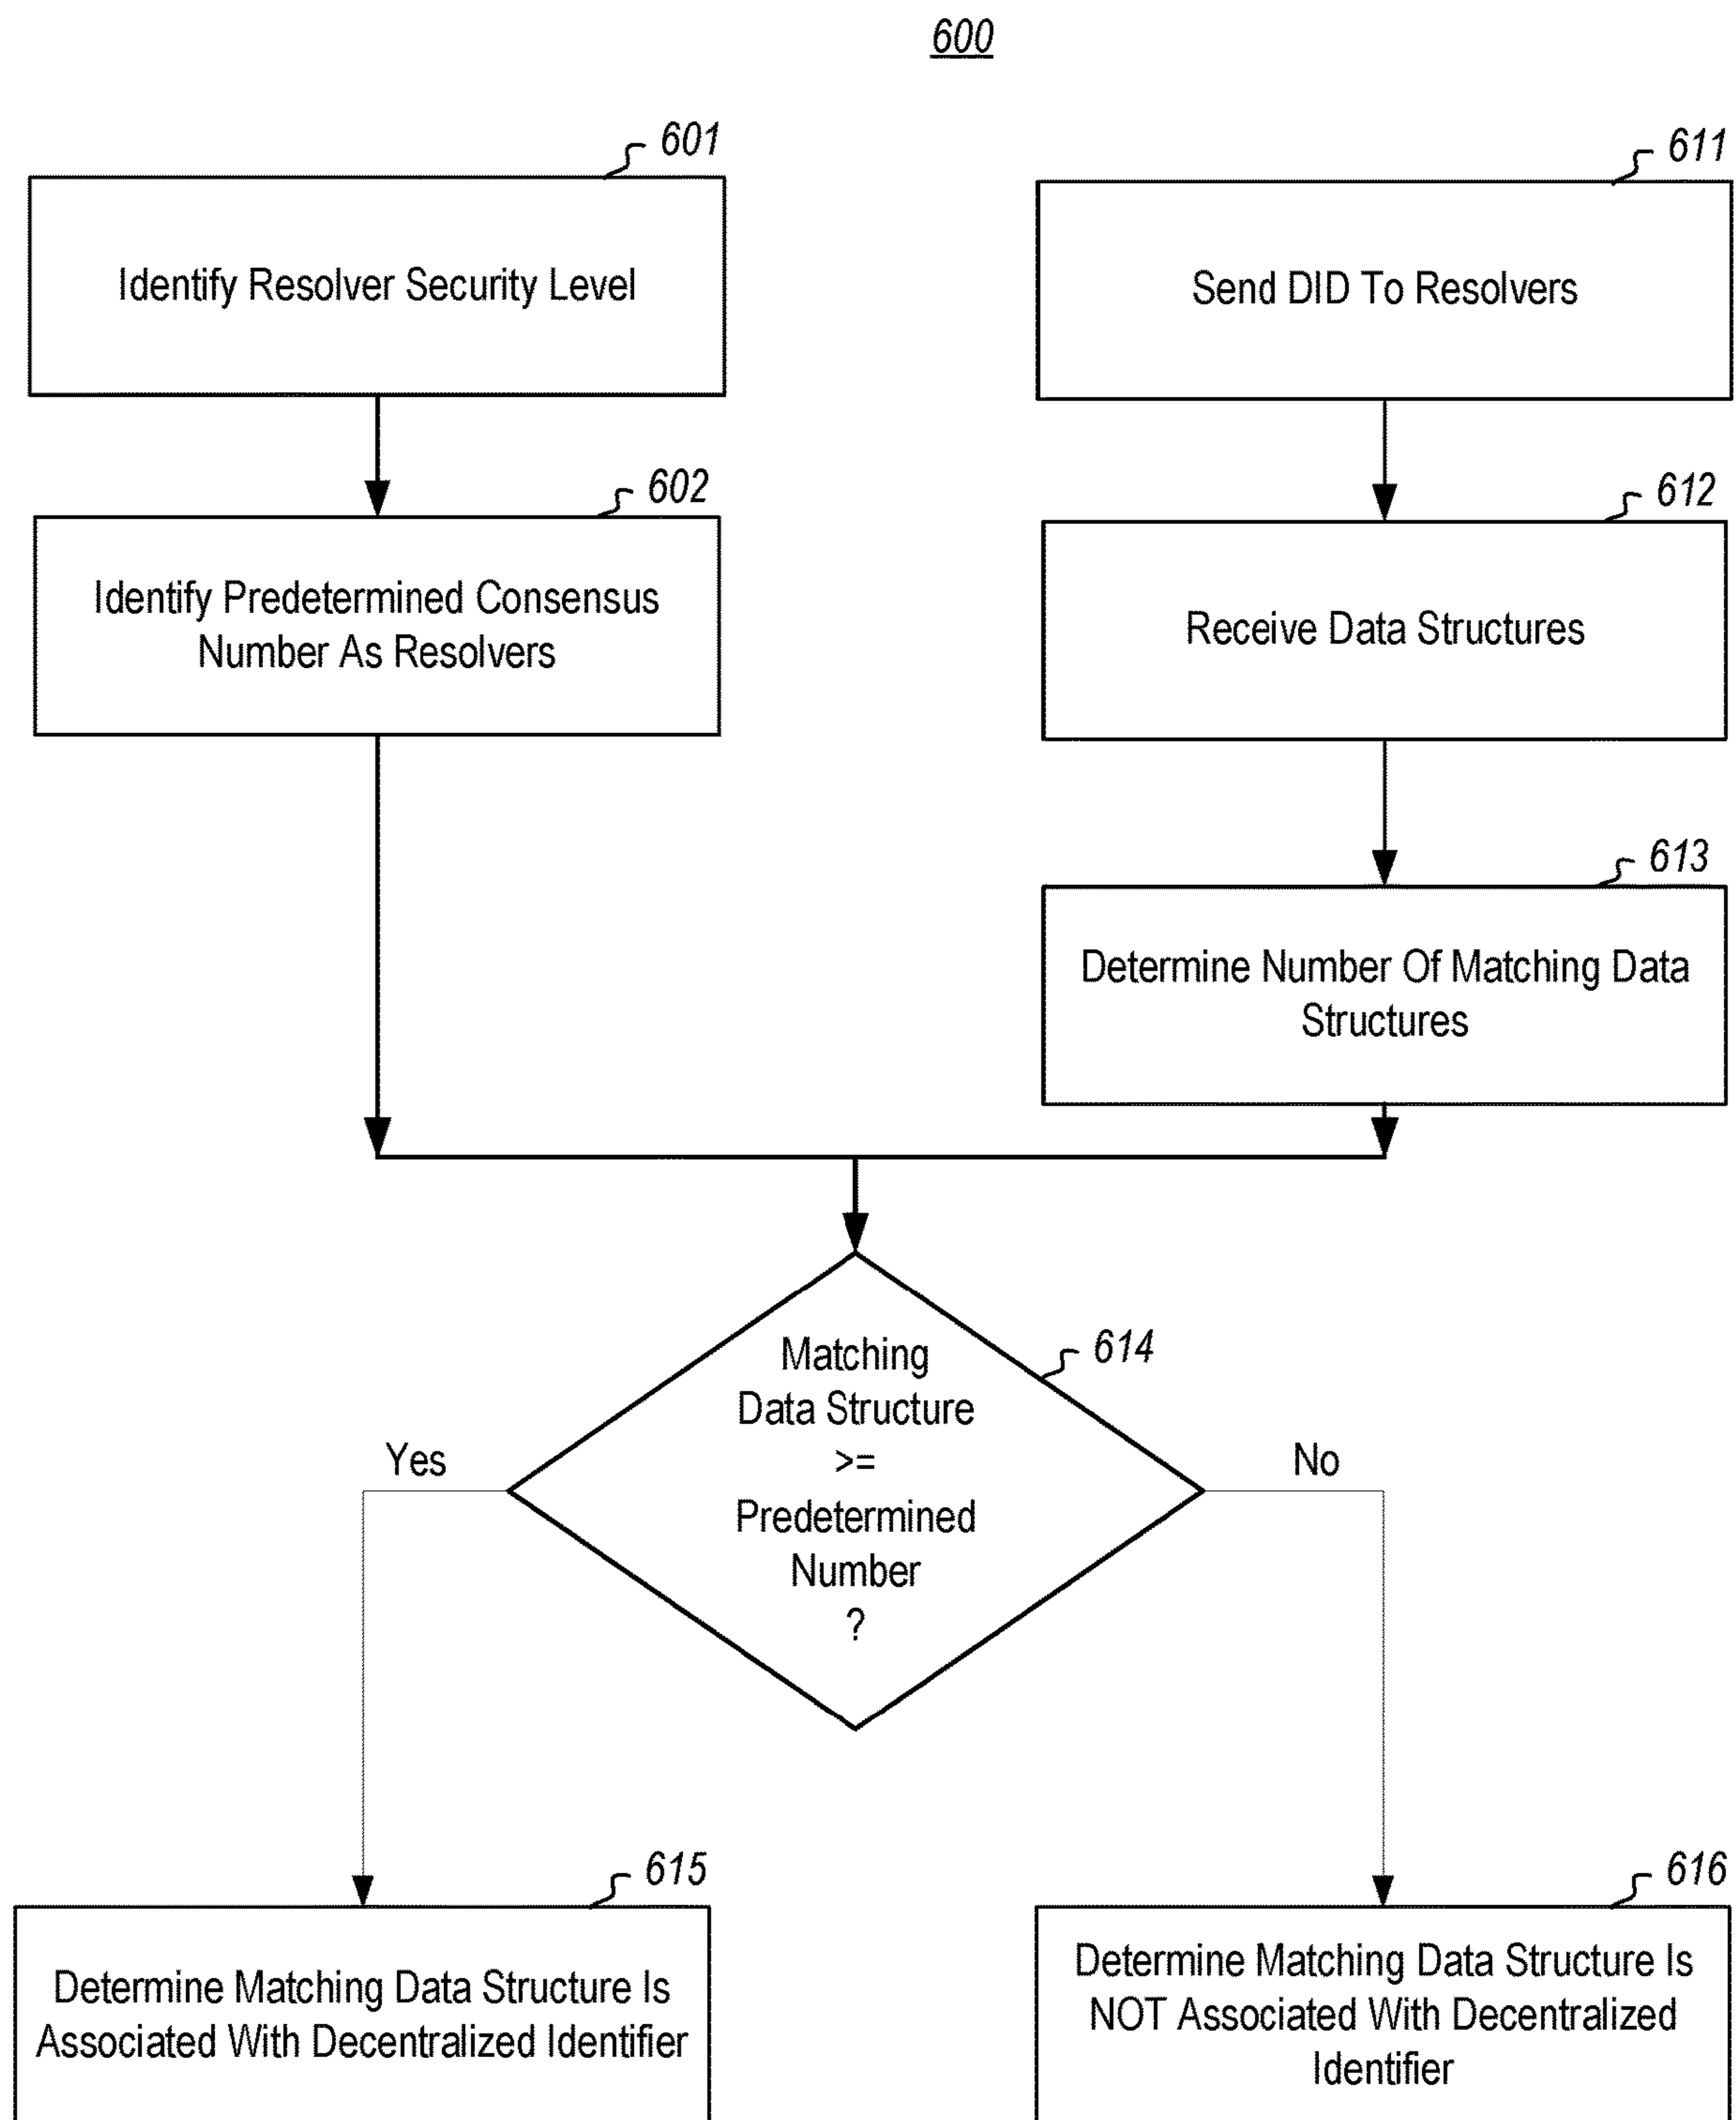 600
601
Identify Resolver Security Level
602
Identify Predetermined Consensus
Number As Resolvers
611
Send DID To Resolvers
612
Receive Data Structures
613
Determine Number Of Matching Data
Structures
614
Matching
Data Structure
>=
Predetermined
Number
?
Yes
No
615
Determine Matching Data Structure Is
Associated With Decentralized Identifier
616
Determine Matching Data Structure Is
NOT Associated With Decentralized
Identifier